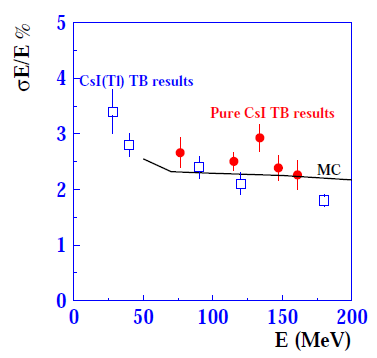 σE/E %
5
CsI(Tl) TB results
4
Pure CsI TB results
3
MC
2
1
0
0 50 100 150 200
E (MeV)